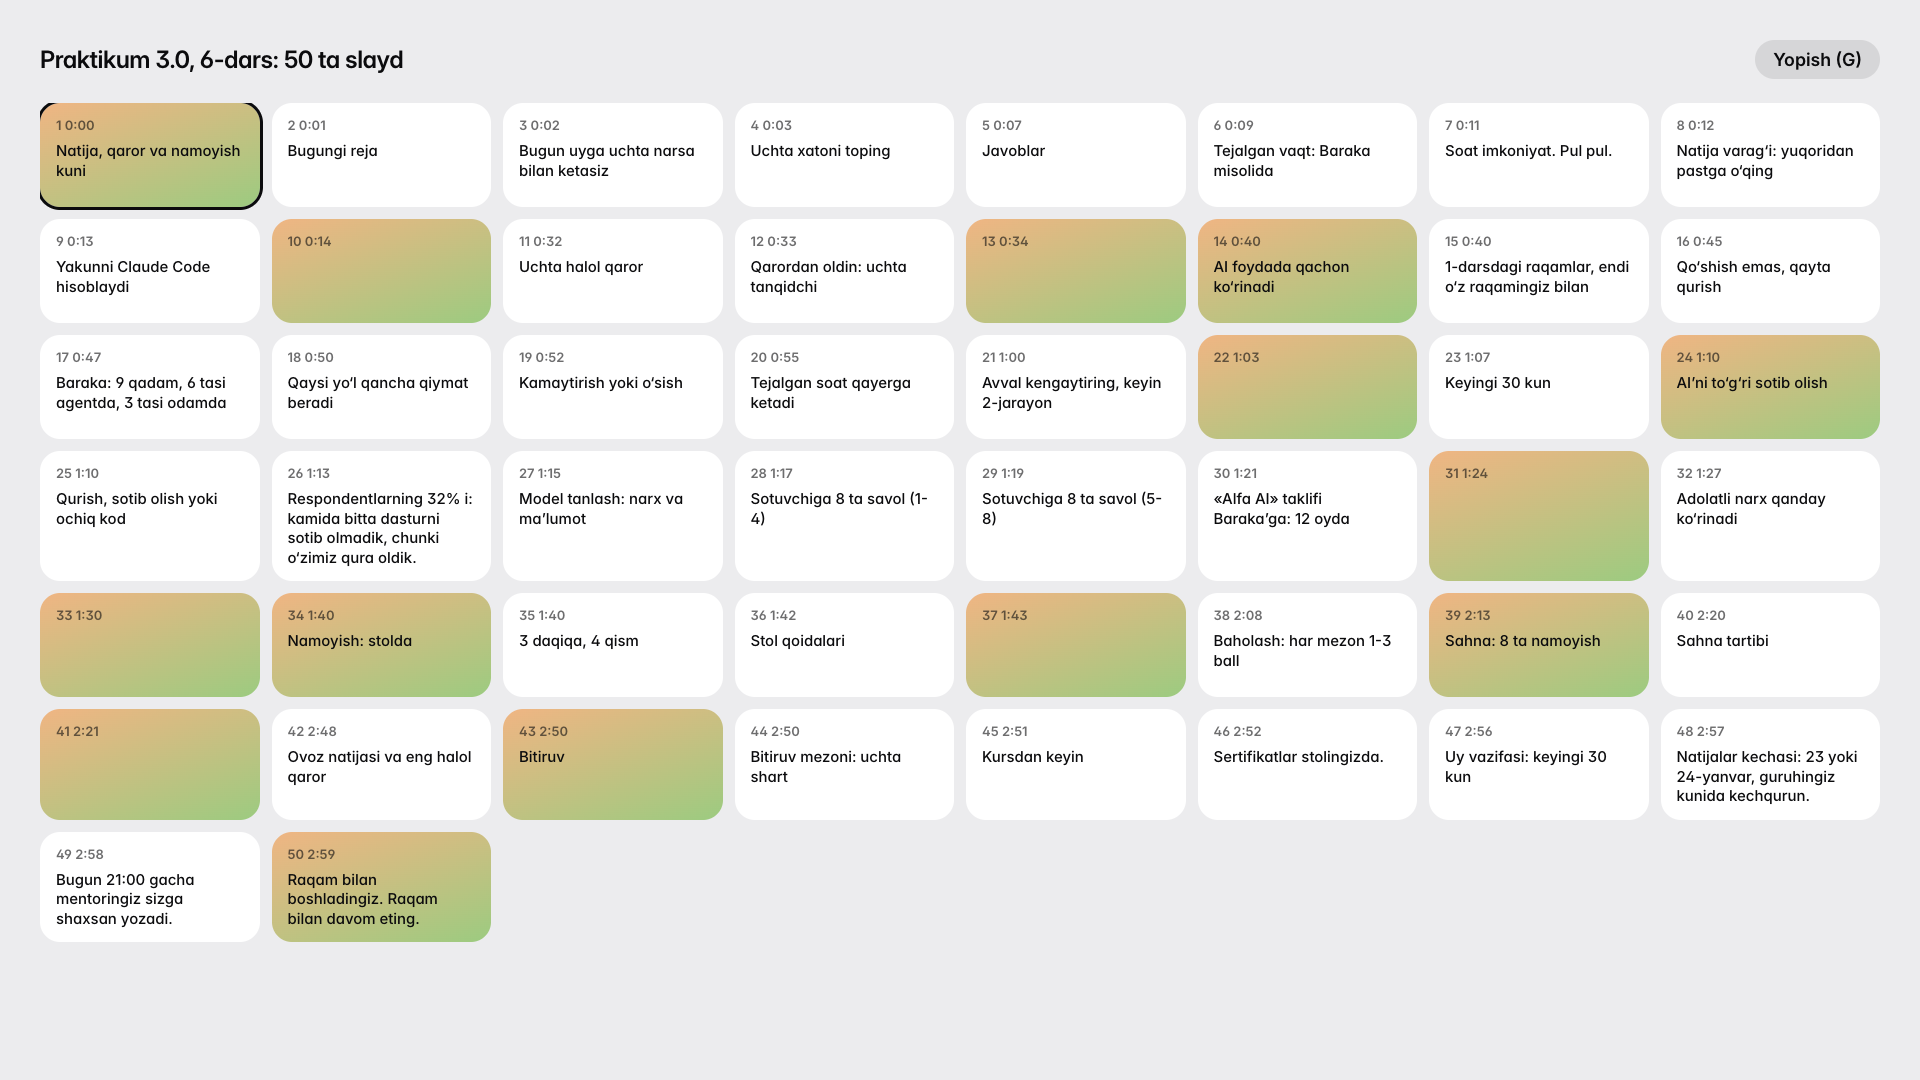 Praktikum 3.0, 6-dars: 50 ta slayd
Yopish (G)
1 0:00
Natija, qaror va namoyish
kuni
2 0:01
Bugungi reja
3 0:02
Bugun uyga uchta narsa
bilan ketasiz
4 0:03
Uchta xatoni toping
5 0:07
Javoblar
6 0:09
Tejalgan vaqt: Baraka
misolida
7 0:11
Soat imkoniyat. Pul pul.
8 0:12
Natija varagʻi: yuqoridan
pastga oʻqing
9 0:13
Yakunni Claude Code
hisoblaydi
10 0:14
11 0:32
Uchta halol qaror
12 0:33
Qarordan oldin: uchta
tanqidchi
13 0:34
14 0:40
AI foydada qachon
koʻrinadi
15 0:40
1-darsdagi raqamlar, endi
oʻz raqamingiz bilan
16 0:45
Qoʻshish emas, qayta
qurish
17 0:47
Baraka: 9 qadam, 6 tasi
agentda, 3 tasi odamda
18 0:50
Qaysi yoʻl qancha qiymat
beradi
19 0:52
Kamaytirish yoki oʻsish
20 0:55
Tejalgan soat qayerga
ketadi
21 1:00
Avval kengaytiring, keyin
2-jarayon
22 1:03
23 1:07
Keyingi 30 kun
24 1:10
AI’ni toʻgʻri sotib olish
25 1:10
Qurish, sotib olish yoki
ochiq kod
26 1:13
Respondentlarning 32% i:
kamida bitta dasturni
sotib olmadik, chunki
oʻzimiz qura oldik.
27 1:15
Model tanlash: narx va
maʼlumot
28 1:17
Sotuvchiga 8 ta savol (1-
4)
29 1:19
Sotuvchiga 8 ta savol (5-
8)
30 1:21
«Alfa AI» taklifi
Baraka’ga: 12 oyda
31 1:24
32 1:27
Adolatli narx qanday
koʻrinadi
33 1:30
34 1:40
Namoyish: stolda
35 1:40
3 daqiqa, 4 qism
36 1:42
Stol qoidalari
37 1:43
38 2:08
Baholash: har mezon 1-3
ball
39 2:13
Sahna: 8 ta namoyish
40 2:20
Sahna tartibi
41 2:21
42 2:48
Ovoz natijasi va eng halol
qaror
43 2:50
Bitiruv
44 2:50
Bitiruv mezoni: uchta
shart
45 2:51
Kursdan keyin
46 2:52
Sertifikatlar stolingizda.
47 2:56
Uy vazifasi: keyingi 30
kun
48 2:57
Natijalar kechasi: 23 yoki
24-yanvar, guruhingiz
kunida kechqurun.
49 2:58
Bugun 21:00 gacha
mentoringiz sizga
shaxsan yozadi.
50 2:59
Raqam bilan
boshladingiz. Raqam
bilan davom eting.